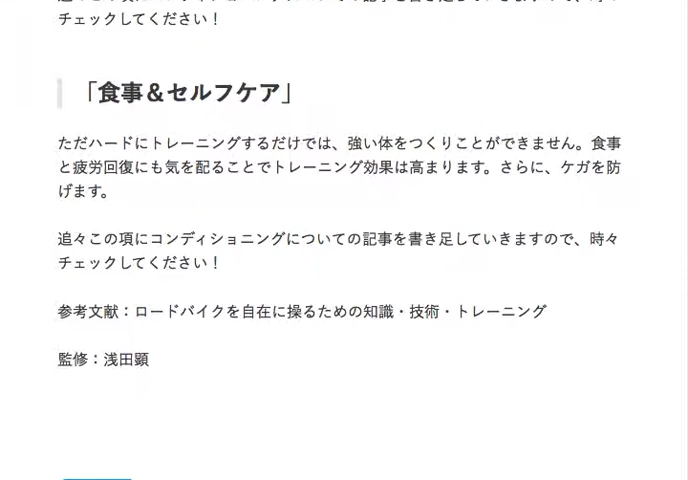 チェックしてください！
「食事＆セルフケア」
ただハードにトレーニングするだけでは、強い体をつくりことができません。食事
と疲労回復にも気を配ることでトレーニング効果は高まります。さらに、ケガを防
げます。
追々この項にコンディショニングについての記事を書き足していきますので、時々
チェックしてください！
参考文献：ロードバイクを自在に操るための知識・技術・トレーニング
監修：浅田顕